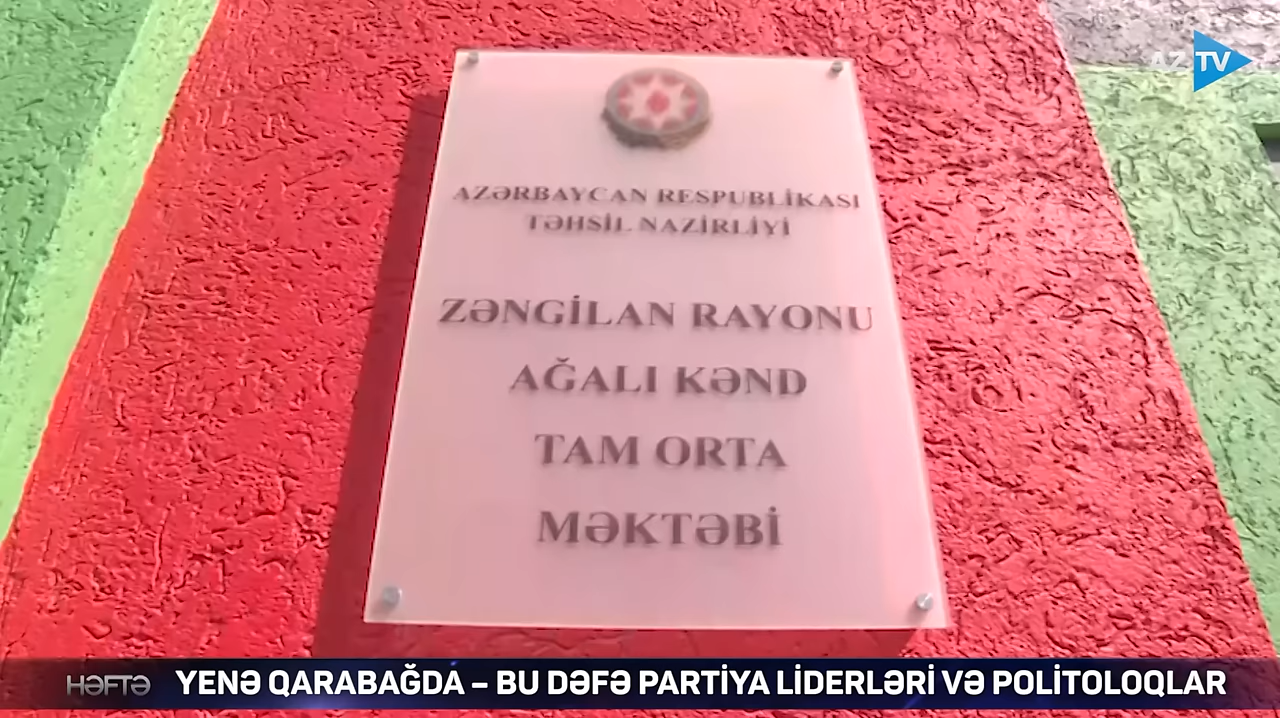 AZTV
AZƏRBAYCAN RESPUBLİKASI
TƏHSİL NAZİRLİYİ
ZƏNGİLAN RAYONU
AĞALI KƏND
TAM ORTA
MƏKTƏBİ
HƏFTƏ YENƏ QARABAĞDA – BU DƏFƏ PARTİYA LİDERLƏRİ VƏ POLİTOLOQLAR